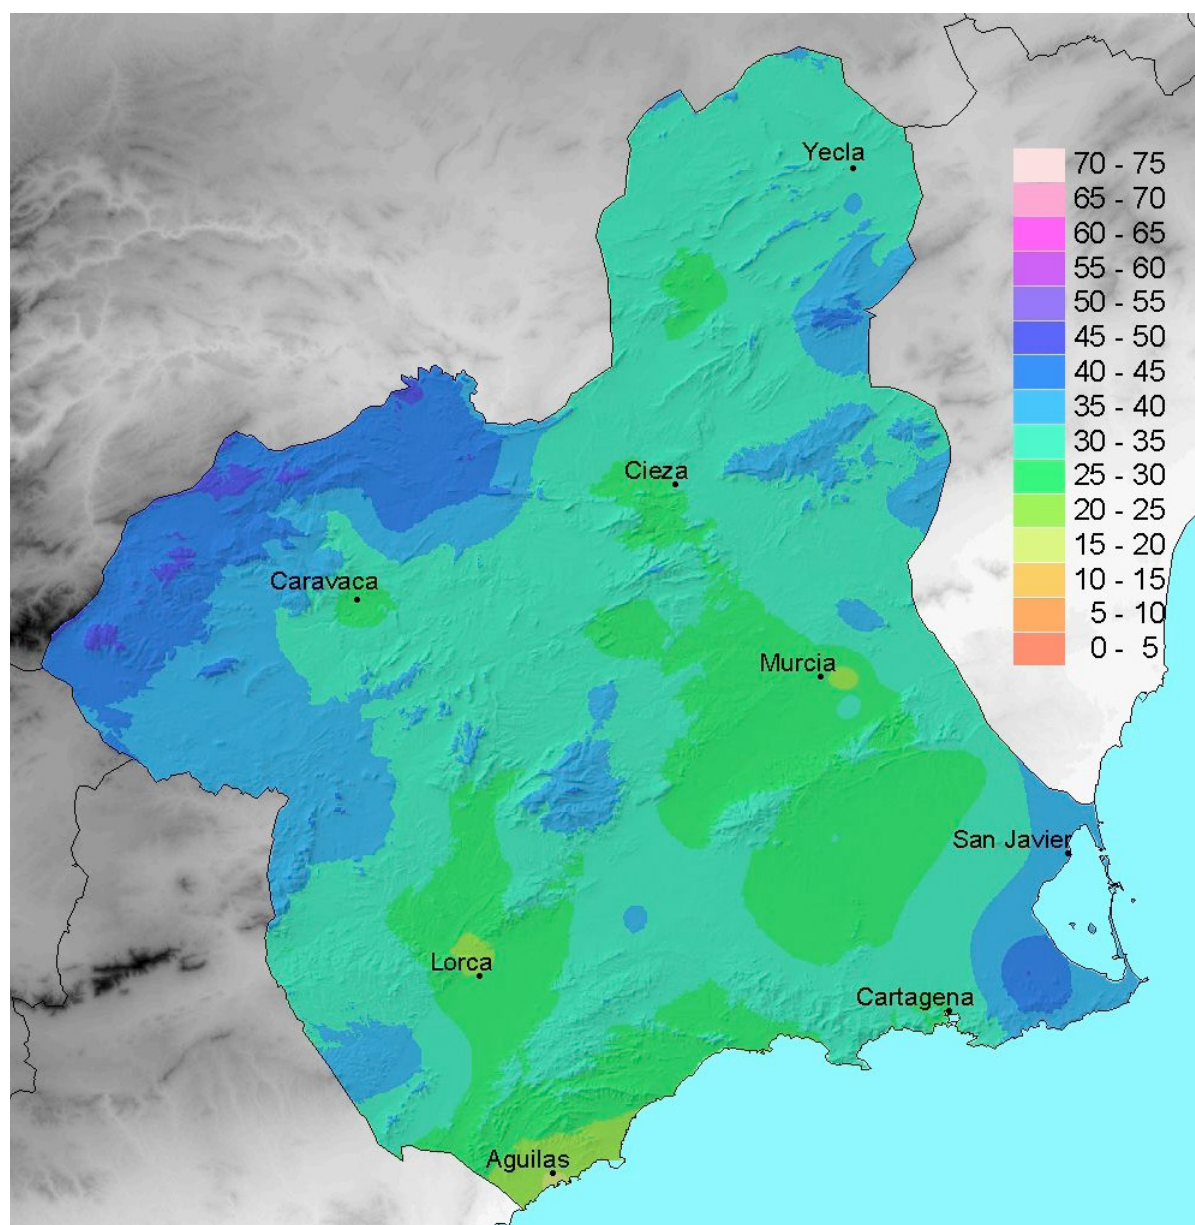 Yecla
70 - 75
65 - 70
60 - 65
55 - 60
50 - 55
45 - 50
40 - 45
35 - 40
30 - 35
25 - 30
20 - 25
15 - 20
10 - 15
5 - 10
0 - 5
Cieza
Caravaca
Murcia
San Javier
Lorca
Cartagena
Aguilas